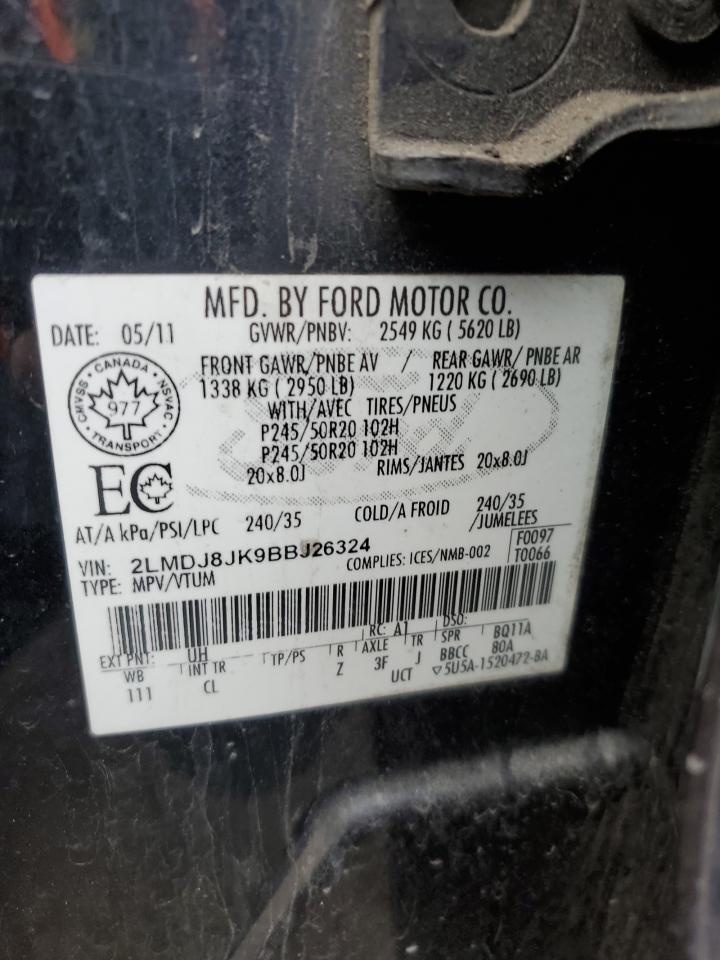 MFD. BY FORD MOTOR CO.
DATE: 05/11 GVWR/PNBV: 2549 KG ( 5620 LB)
FRONT GAWR/PNBE AV / REAR GAWR/ PNBE AR
1338 KG ( 2950 LB) 1220 KG ( 2690 LB)
WITH/AVEC TIRES/PNEUS
P245/50R20 102H
P245/50R20 102H
20x8.0J RIMS/JANTES 20x8.0J
CANADA
CMVSS 977 NSVAC
TRANSPORT
EC
AT/A kPa/PSI/LPC 240/35 COLD/A FROID 240/35
/JUMELEES
VIN: 2LMDJ8JK9BBJ26324 COMPLIES: ICES/NMB-002 F0097
TYPE: MPV/VTUM T0066
EXT PNT: UH RC: A1 DSO:
WB INT TR TP/PS R AXLE TR SPR BQ11A
111 CL Z 3F J BBCC 80A
UCT ▽5U5A-1520472-BA